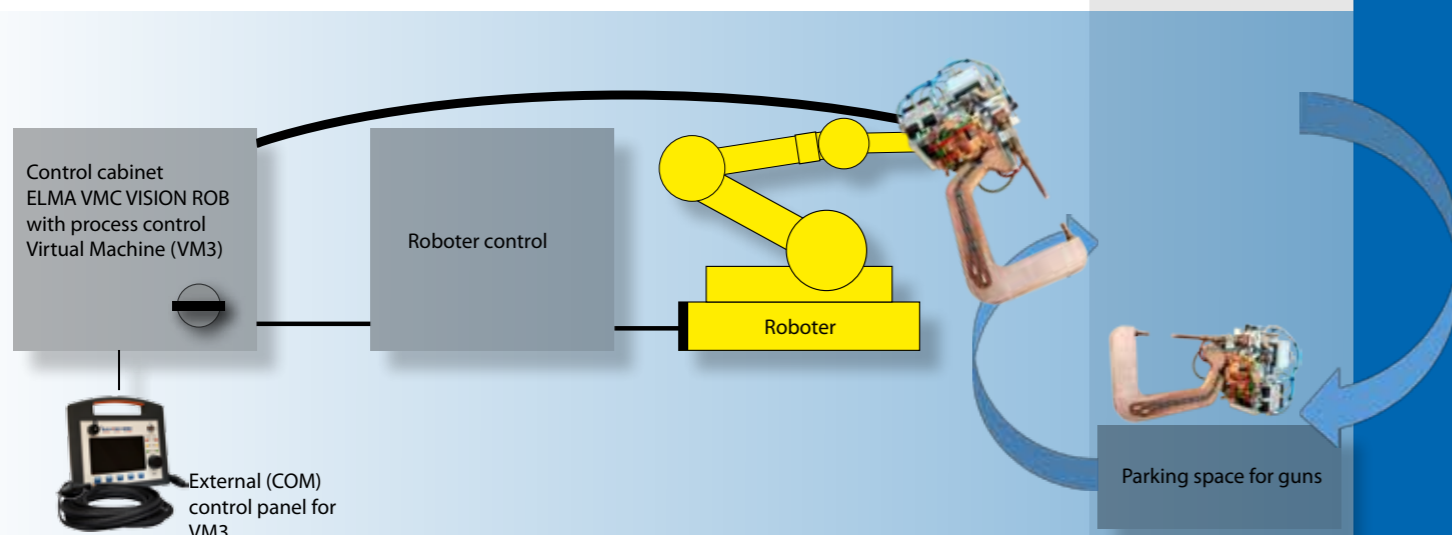 Control cabinet
ELMA VMC VISION ROB
with process control
Virtual Machine (VM3)
Roboter control
Roboter
External (COM)
control panel for
VM3
Parking space for guns